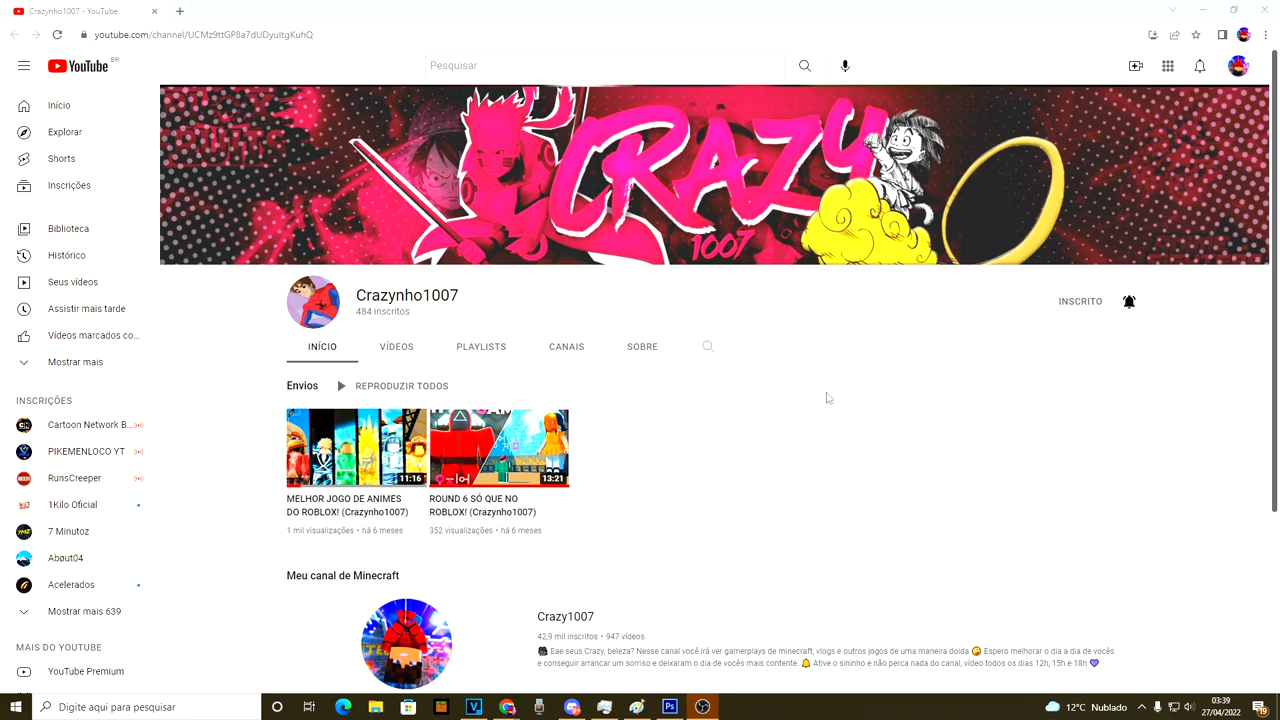 Crazynho1007 – YouTube
youtube.com/channel/UCMz9ttGP8a7dUDyuItgKuhQ
YouTube BR
Pesquisar
Início
Explorar
Shorts
Inscrições
Biblioteca
Histórico
Seus vídeos
Assistir mais tarde
Vídeos marcados co...
Mostrar mais
INSCRIÇÕES
Cartoon Network B...
PIKEMENLOCO YT
RunsCreeper
1Kilo Oficial
7 Minutoz
Abøut04
Acelerados
Mostrar mais 639
MAIS DO YOUTUBE
YouTube Premium
CRAZY
1007
Crazynho1007
484 inscritos
INSCRITO
INÍCIO VÍDEOS PLAYLISTS CANAIS SOBRE
Envios REPRODUZIR TODOS
11:16
13:21
MELHOR JOGO DE ANIMES
DO ROBLOX! (Crazynho1007)
1 mil visualizações • há 6 meses
ROUND 6 SÓ QUE NO
ROBLOX! (Crazynho1007)
352 visualizações • há 6 meses
Meu canal de Minecraft
Crazy1007
42,9 mil inscritos • 947 vídeos
Eae seus Crazy, beleza? Nesse canal você irá ver gameplays de minecraft, vlogs e outros jogos de uma maneira doida 😜 Espero melhorar o dia a dia de vocês
e conseguir arrancar um sorriso e deixaram o dia de vocês mais contente. 🔔 Ative o sininho e não perca nada do canal, vídeo todos os dias 12h, 15h e 18h 💜
Digite aqui para pesquisar
12°C Nublado
03:39
27/04/2022
19